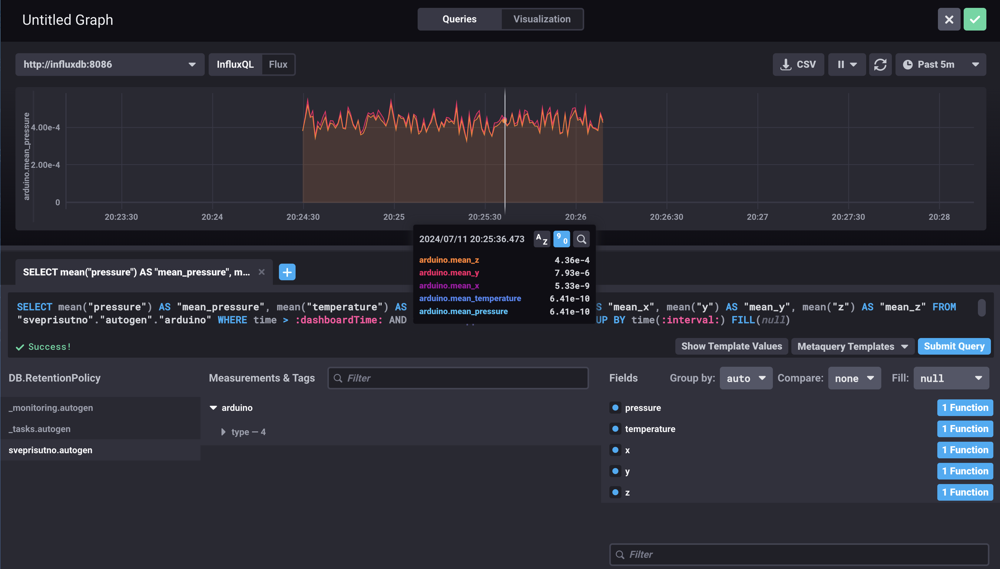 Untitled Graph
Queries
Visualization
http://influxdb:8086
InfluxQL
Flux
CSV
Past 5m
arduino.mean_pressure
4.00e-4
2.00e-4
0
20:23:30
20:24
20:24:30
20:25
20:25:30
20:26
20:26:30
20:27
20:27:30
20:28
2024/07/11 20:25:36.473
A Z
9 0
arduino.mean_z 4.36e-4
arduino.mean_y 7.93e-6
arduino.mean_x 5.33e-9
arduino.mean_temperature 6.41e-10
arduino.mean_pressure 6.41e-10
SELECT mean("pressure") AS "mean_pressure", m...
SELECT mean("pressure") AS "mean_pressure", mean("temperature") AS S "mean_x", mean("y") AS "mean_y", mean("z") AS "mean_z" FROM
"sveprisutno"."autogen"."arduino" WHERE time > :dashboardTime: AND UP BY time(:interval:) FILL(null)
Success!
Show Template Values
Metaquery Templates
Submit Query
DB.RetentionPolicy
_monitoring.autogen
_tasks.autogen
sveprisutno.autogen
Measurements & Tags
Filter
arduino
type — 4
Fields
Group by: auto
Compare: none
Fill: null
pressure 1 Function
temperature 1 Function
x 1 Function
y 1 Function
z 1 Function
Filter